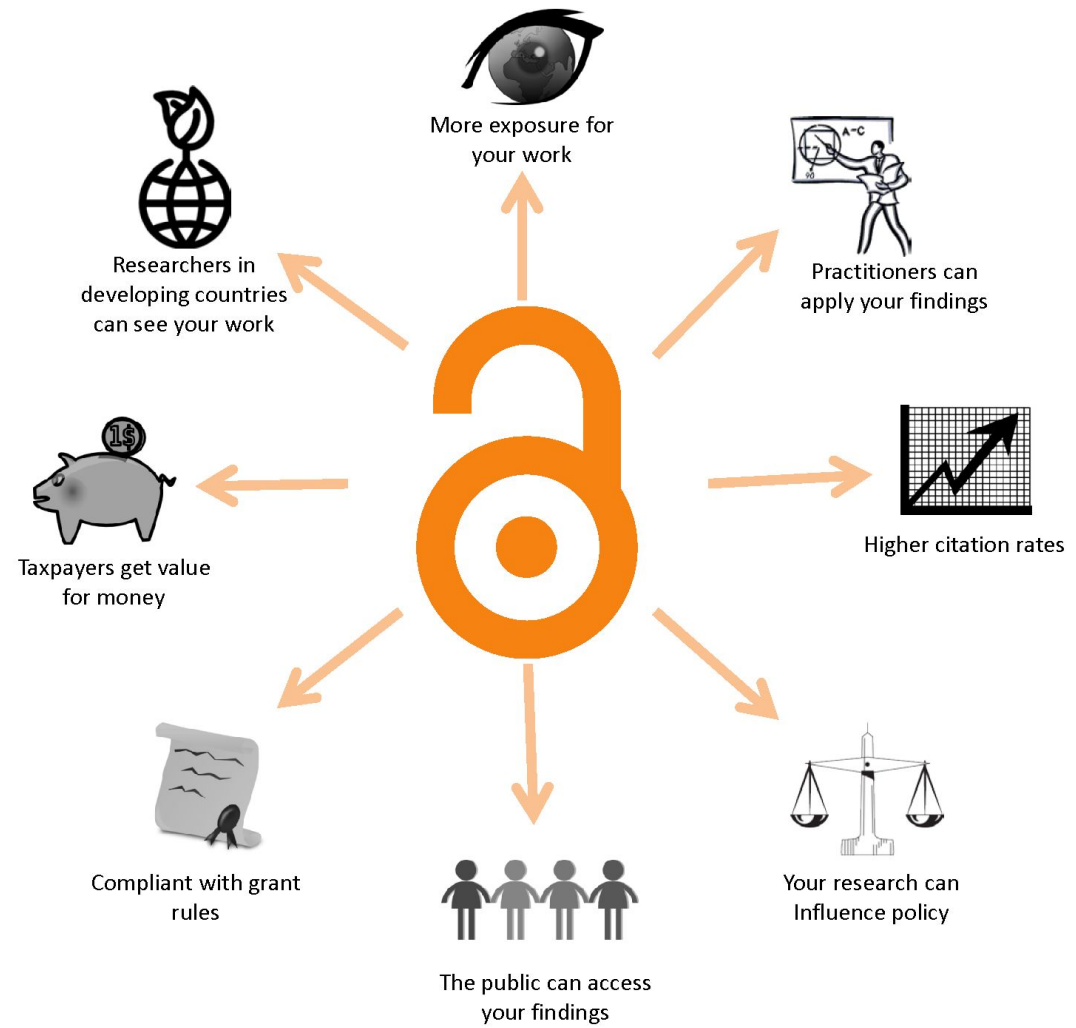 More exposure for
your work
A-C
90
Practitioners can
apply your findings
Researchers in
developing countries
can see your work
1$
Taxpayers get value
for money
Higher citation rates
Compliant with grant
rules
Your research can
Influence policy
The public can access
your findings